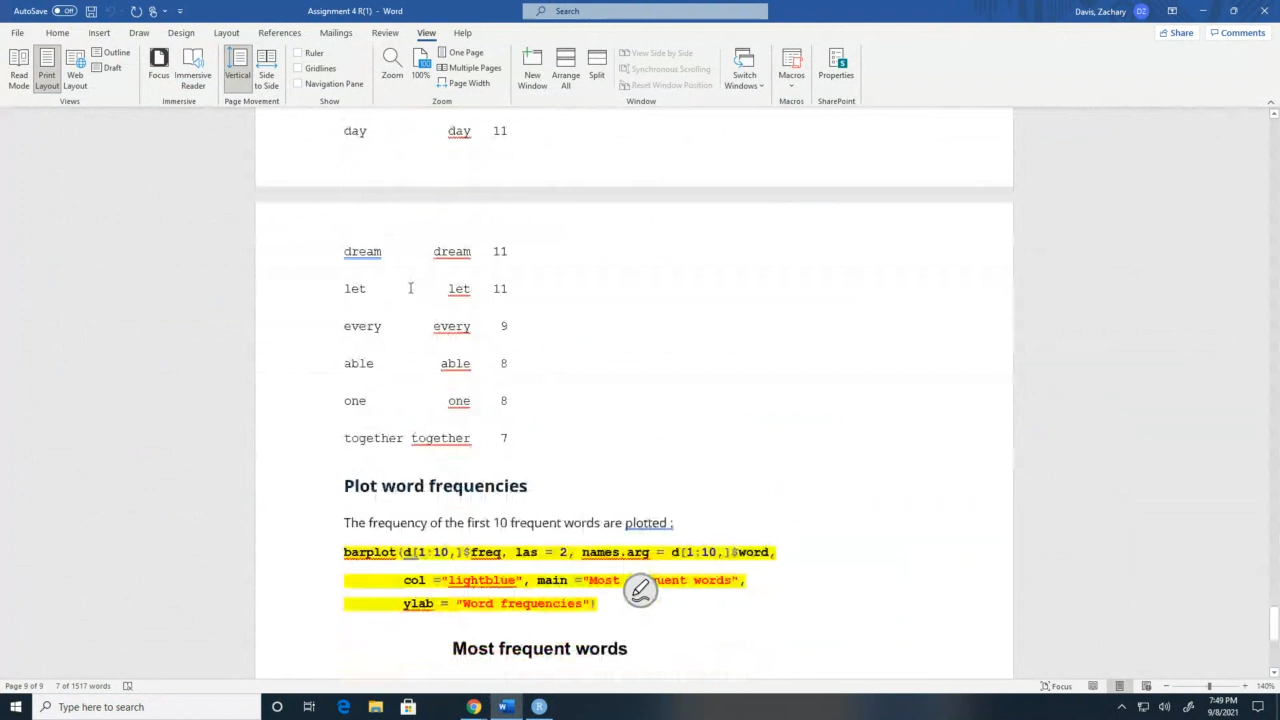 AutoSave Off Assignment 4 R(1) - Word Search Davis, Zachary DZ
File Home Insert Draw Design Layout References Mailings Review View Help Share Comments
Read Mode Print Layout Web Layout Outline Draft Focus Immersive Reader Vertical Side to Side Ruler Gridlines Navigation Pane Zoom 100 100% One Page Multiple Pages Page Width New Window Arrange All Split View Side by Side Synchronous Scrolling Reset Window Position Switch Windows Macros Properties
Views Immersive Page Movement Show Zoom Window Macros SharePoint
day day 11
dream dream 11
let let 11
every every 9
able able 8
one one 8
together together 7
Plot word frequencies
The frequency of the first 10 frequent words are plotted :
barplot(d[1:10,]$freq, las = 2, names.arg = d[1:10,]$word,
col ="lightblue", main ="Most uent words",
ylab = "Word frequencies")
Most frequent words
Page 9 of 9 7 of 1517 words Focus 140%
Type here to search 7:49 PM
9/8/2021